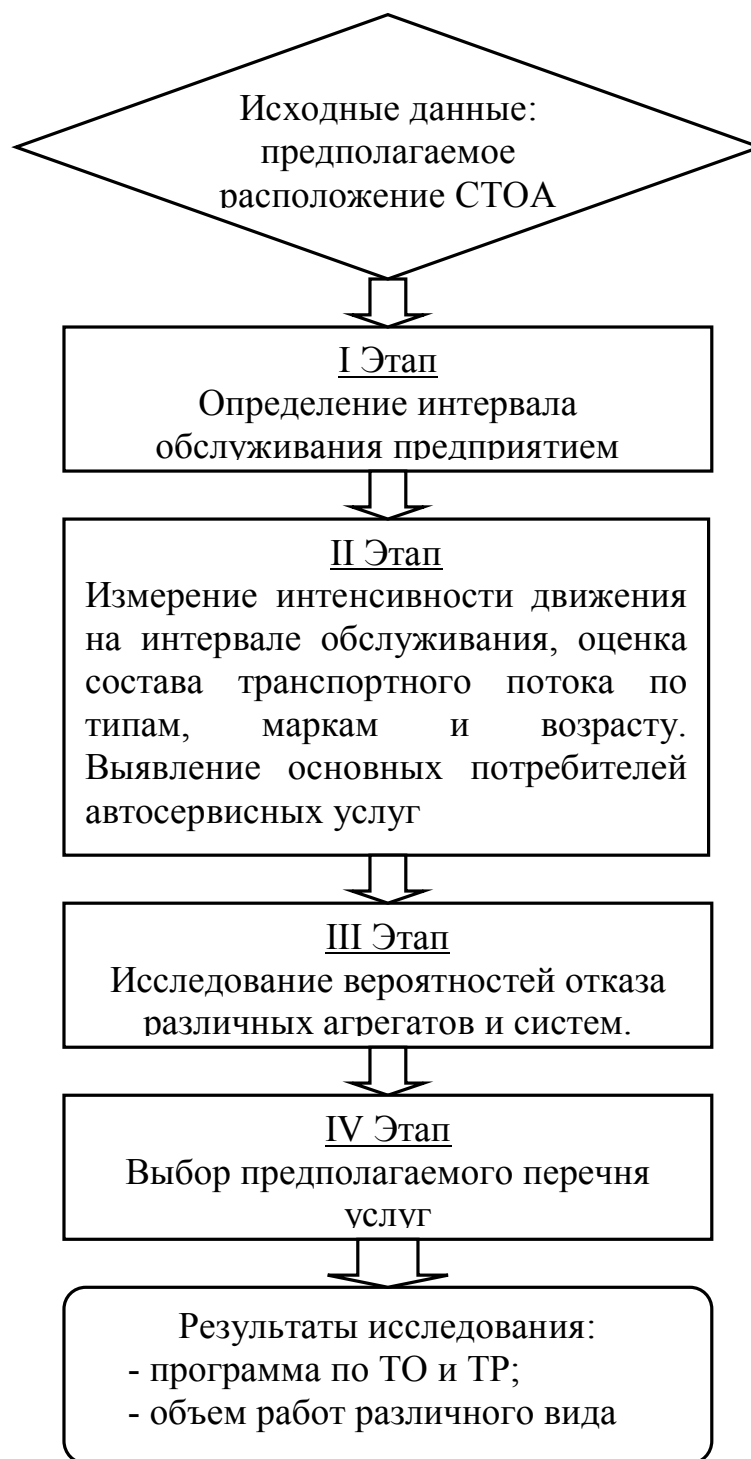 Исходные данные:
предполагаемое
расположение СТОА
I Этап
Определение интервала
обслуживания предприятием
II Этап
Измерение интенсивности движения
на интервале обслуживания, оценка
состава транспортного потока по
типам, маркам и возрасту.
Выявление основных потребителей
автосервисных услуг
III Этап
Исследование вероятностей отказа
различных агрегатов и систем.
IV Этап
Выбор предполагаемого перечня
услуг
Результаты исследования:
- программа по ТО и ТР;
- объем работ различного вида